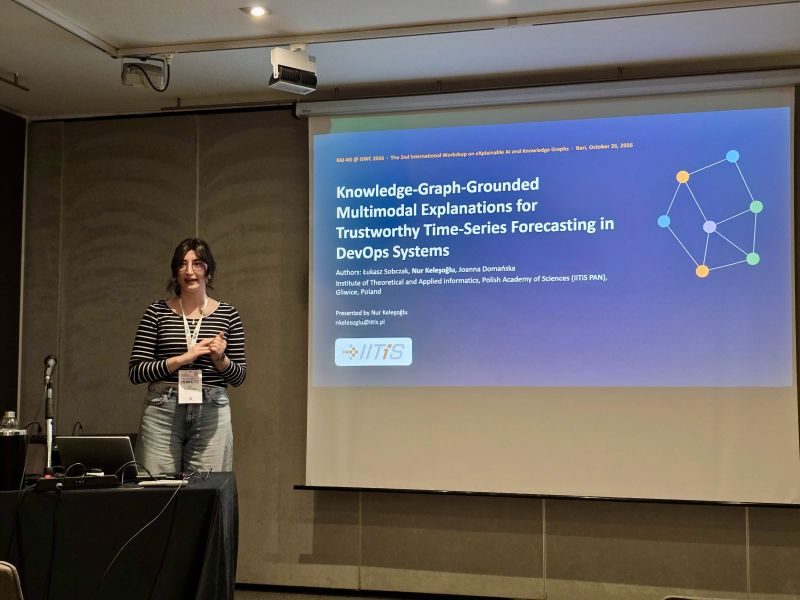 XAI-KG @ ISWC 2026 - The 2nd International Workshop on eXplainable AI and Knowledge Graphs - Bari, October 26, 2026
Knowledge-Graph-Grounded
Multimodal Explanations for
Trustworthy Time-Series Forecasting in
DevOps Systems
Authors: Łukasz Sobczak, Nur Keleşoğlu, Joanna Domańska
Institute of Theoretical and Applied Informatics, Polish Academy of Sciences (IITiS PAN),
Gliwice, Poland
Presented by Nur Keleşoğlu
nkelesoglu@iitis.pl
IITiS
ISWC